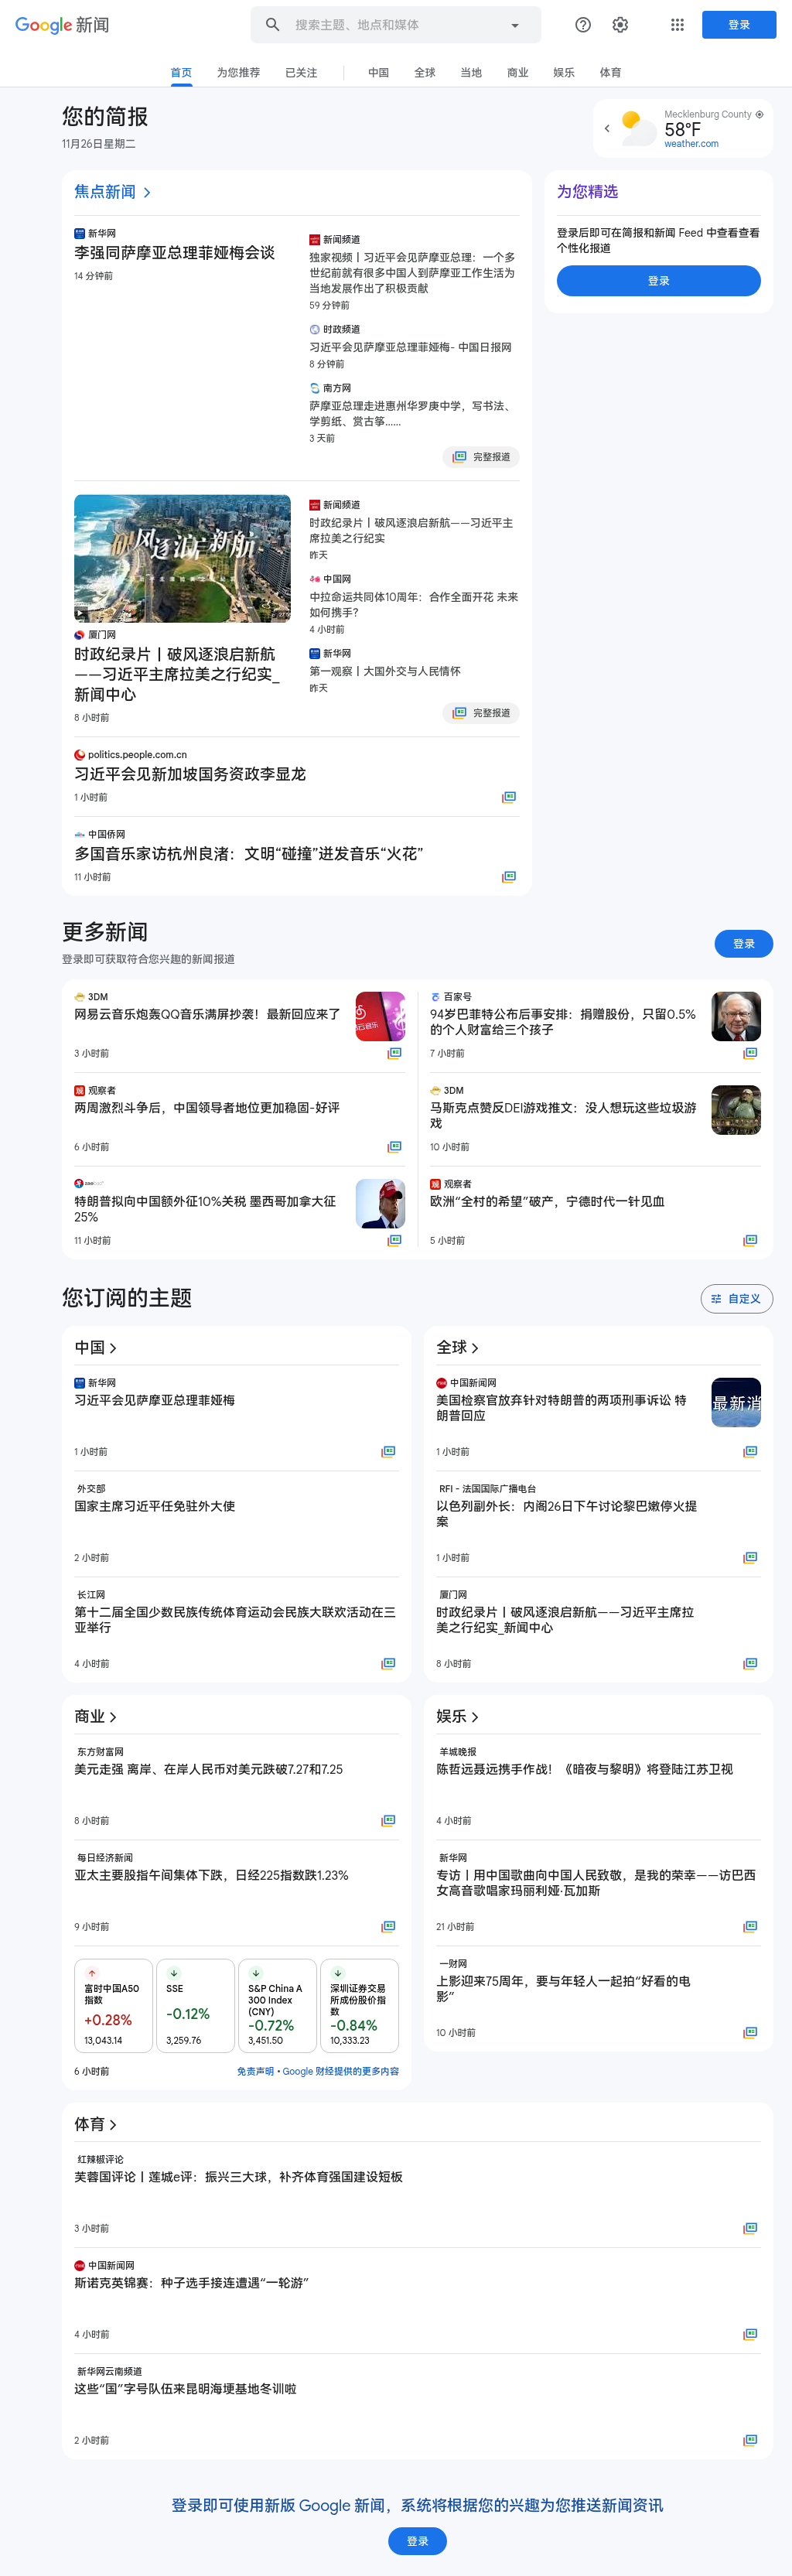 Google 新闻
搜索主题、地点和媒体
登录
首页
为您推荐
已关注
中国
全球
当地
商业
娱乐
体育
您的简报
11月26日星期二
Mecklenburg County
58°F
weather.com
焦点新闻
新华网
李强同萨摩亚总理菲娅梅会谈
14 分钟前
新闻频道
独家视频丨习近平会见萨摩亚总理：一个多
世纪前就有很多中国人到萨摩亚工作生活为
当地发展作出了积极贡献
59 分钟前
时政频道
习近平会见萨摩亚总理菲娅梅- 中国日报网
8 分钟前
南方网
萨摩亚总理走进惠州华罗庚中学，写书法、
学剪纸、赏古筝……
3 天前
完整报道
为您精选
登录后即可在简报和新闻 Feed 中查看查看
个性化报道
登录
破风逐浪启新航
厦门网
时政纪录片丨破风逐浪启新航
——习近平主席拉美之行纪实_
新闻中心
8 小时前
新闻频道
时政纪录片丨破风逐浪启新航——习近平主
席拉美之行纪实
昨天
中国网
中拉命运共同体10周年：合作全面开花 未来
如何携手？
4 小时前
新华网
第一观察丨大国外交与人民情怀
昨天
完整报道
politics.people.com.cn
习近平会见新加坡国务资政李显龙
1 小时前
中国侨网
多国音乐家访杭州良渚：文明“碰撞”迸发音乐“火花”
11 小时前
更多新闻
登录即可获取符合您兴趣的新闻报道
登录
3DM
网易云音乐炮轰QQ音乐满屏抄袭！最新回应来了
3 小时前
观察者
两周激烈斗争后，中国领导者地位更加稳固-好评
6 小时前
特朗普拟向中国额外征10%关税 墨西哥加拿大征
25%
11 小时前
百家号
94岁巴菲特公布后事安排：捐赠股份，只留0.5%
的个人财富给三个孩子
7 小时前
3DM
马斯克点赞反DEI游戏推文：没人想玩这些垃圾游
戏
10 小时前
观察者
欧洲“全村的希望”破产，宁德时代一针见血
5 小时前
您订阅的主题
自定义
中国
新华网
习近平会见萨摩亚总理菲娅梅
1 小时前
外交部
国家主席习近平任免驻外大使
2 小时前
长江网
第十二届全国少数民族传统体育运动会民族大联欢活动在三
亚举行
4 小时前
全球
中国新闻网
美国检察官放弃针对特朗普的两项刑事诉讼 特
朗普回应
最新消
1 小时前
RFI - 法国国际广播电台
以色列副外长：内阁26日下午讨论黎巴嫩停火提
案
1 小时前
厦门网
时政纪录片丨破风逐浪启新航——习近平主席拉
美之行纪实_新闻中心
8 小时前
商业
东方财富网
美元走强 离岸、在岸人民币对美元跌破7.27和7.25
8 小时前
每日经济新闻
亚太主要股指午间集体下跌，日经225指数跌1.23%
9 小时前
富时中国A50
指数
+0.28%
13,043.14
SSE
-0.12%
3,259.76
S&P China A
300 Index
(CNY)
-0.72%
3,451.50
深圳证券交易
所成份股价指
数
-0.84%
10,333.23
6 小时前
免责声明 • Google 财经提供的更多内容
娱乐
羊城晚报
陈哲远聂远携手作战！《暗夜与黎明》将登陆江苏卫视
4 小时前
新华网
专访丨用中国歌曲向中国人民致敬，是我的荣幸——访巴西
女高音歌唱家玛丽利娅·瓦加斯
21 小时前
一财网
上影迎来75周年，要与年轻人一起拍“好看的电
影”
10 小时前
体育
红辣椒评论
芙蓉国评论丨莲城e评：振兴三大球，补齐体育强国建设短板
3 小时前
中国新闻网
斯诺克英锦赛：种子选手接连遭遇“一轮游”
4 小时前
新华网云南频道
这些“国”字号队伍来昆明海埂基地冬训啦
2 小时前
登录即可使用新版 Google 新闻，系统将根据您的兴趣为您推送新闻资讯
登录